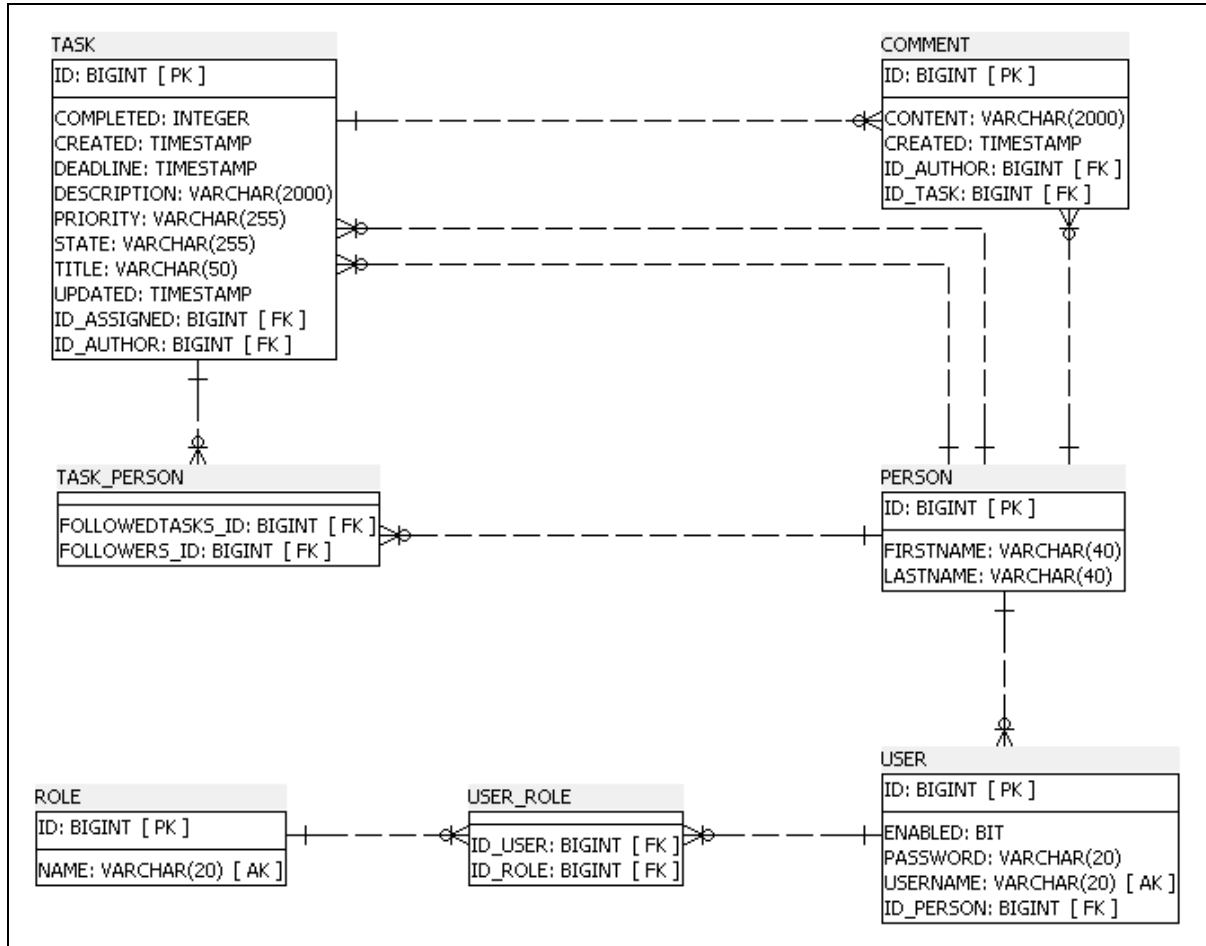 TASK
ID: BIGINT [ PK ]
COMPLETED: INTEGER
CREATED: TIMESTAMP
DEADLINE: TIMESTAMP
DESCRIPTION: VARCHAR(2000)
PRIORITY: VARCHAR(255)
STATE: VARCHAR(255)
TITLE: VARCHAR(50)
UPDATED: TIMESTAMP
ID_ASSIGNED: BIGINT [ FK ]
ID_AUTHOR: BIGINT [ FK ]
COMMENT
ID: BIGINT [ PK ]
CONTENT: VARCHAR(2000)
CREATED: TIMESTAMP
ID_AUTHOR: BIGINT [ FK ]
ID_TASK: BIGINT [ FK ]
TASK_PERSON
FOLLOWEDTASKS_ID: BIGINT [ FK ]
FOLLOWERS_ID: BIGINT [ FK ]
PERSON
ID: BIGINT [ PK ]
FIRSTNAME: VARCHAR(40)
LASTNAME: VARCHAR(40)
ROLE
ID: BIGINT [ PK ]
NAME: VARCHAR(20) [ AK ]
USER_ROLE
ID_USER: BIGINT [ FK ]
ID_ROLE: BIGINT [ FK ]
USER
ID: BIGINT [ PK ]
ENABLED: BIT
PASSWORD: VARCHAR(20)
USERNAME: VARCHAR(20) [ AK ]
ID_PERSON: BIGINT [ FK ]